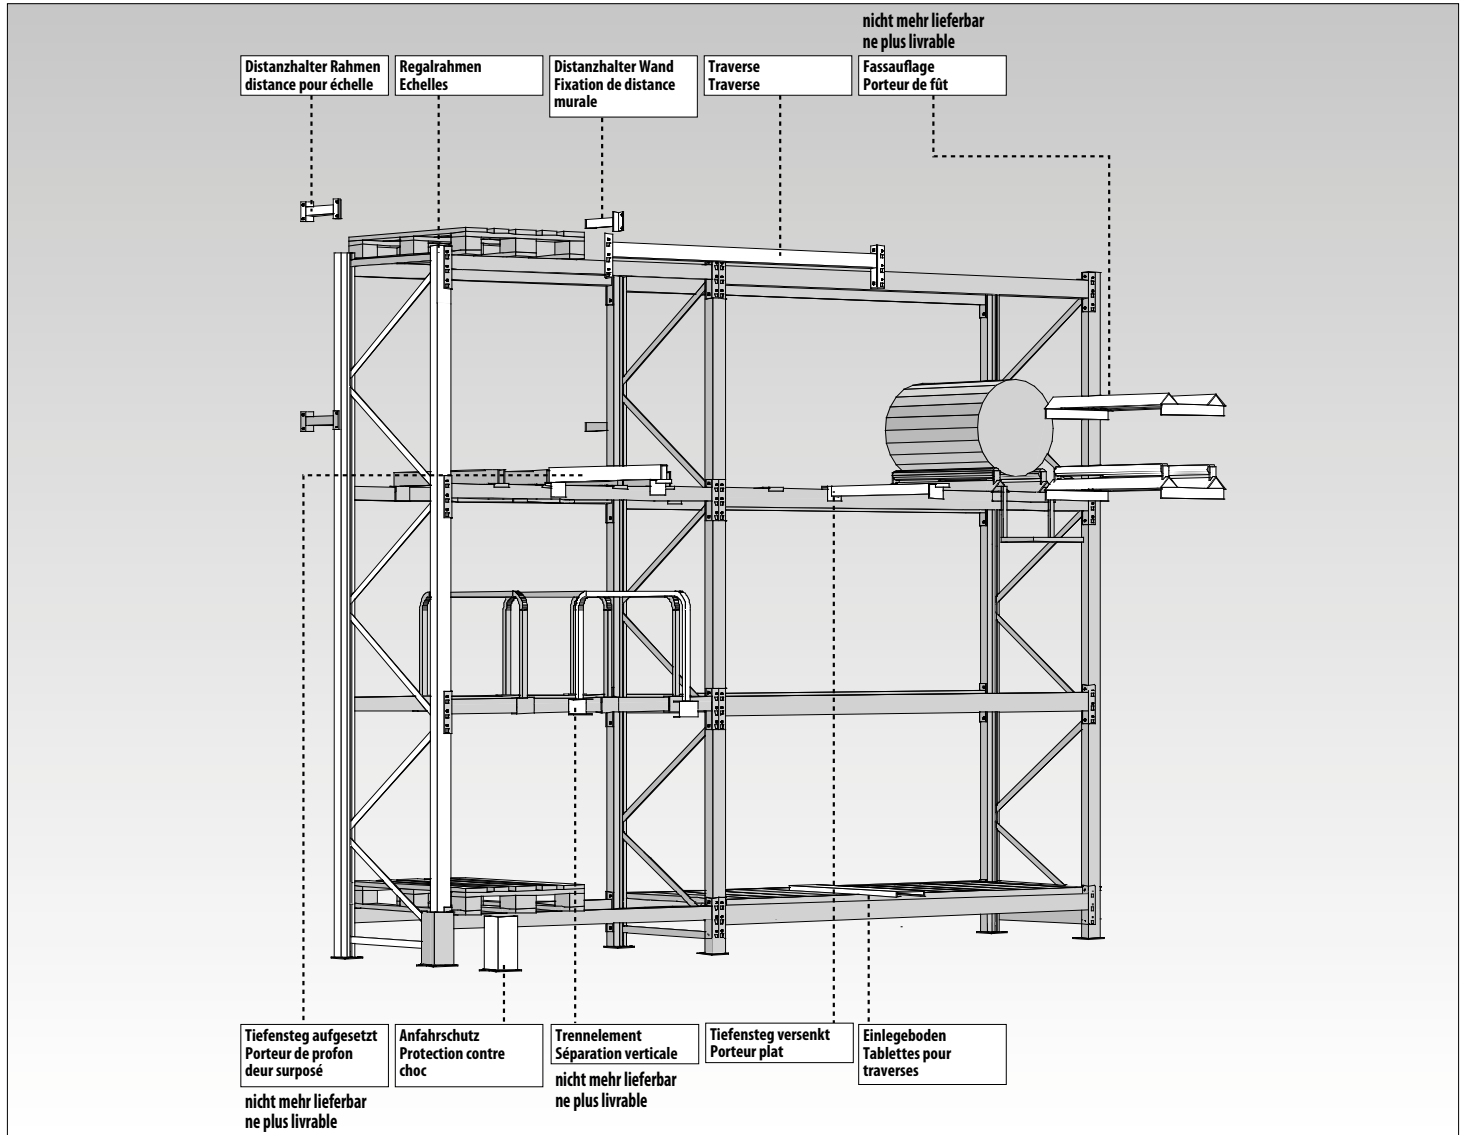 nicht mehr lieferbar
ne plus livrable
Distanzhalter Rahmen
distance pour échelle
Regalrahmen
Echelles
Distanzhalter Wand
Fixation de distance
murale
Traverse
Traverse
Fassauflage
Porteur de fût
Tiefensteg aufgesetzt
Porteur de profon
deur surposé
nicht mehr lieferbar
ne plus livrable
Anfahrschutz
Protection contre
choc
Trennelement
Séparation verticale
nicht mehr lieferbar
ne plus livrable
Tiefensteg versenkt
Porteur plat
Einlegeboden
Tablettes pour
traverses